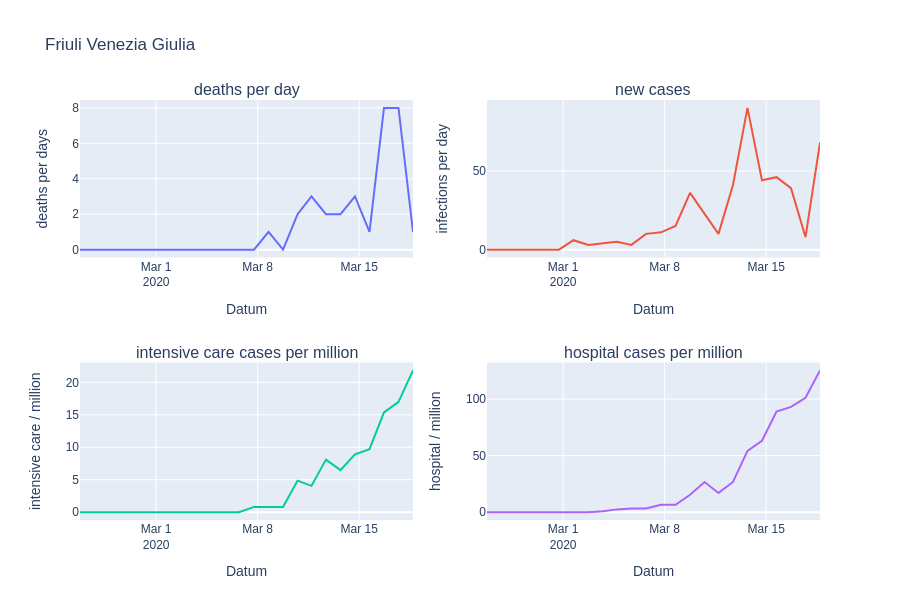 Friuli Venezia Giulia
deaths per day
deaths per days
8
6
4
2
0
Mar 1
2020
Mar 8
Mar 15
Datum
new cases
infections per day
50
0
Mar 1
2020
Mar 8
Mar 15
Datum
intensive care cases per million
intensive care / million
20
15
10
5
0
Mar 1
2020
Mar 8
Mar 15
Datum
hospital cases per million
hospital / million
100
50
0
Mar 1
2020
Mar 8
Mar 15
Datum